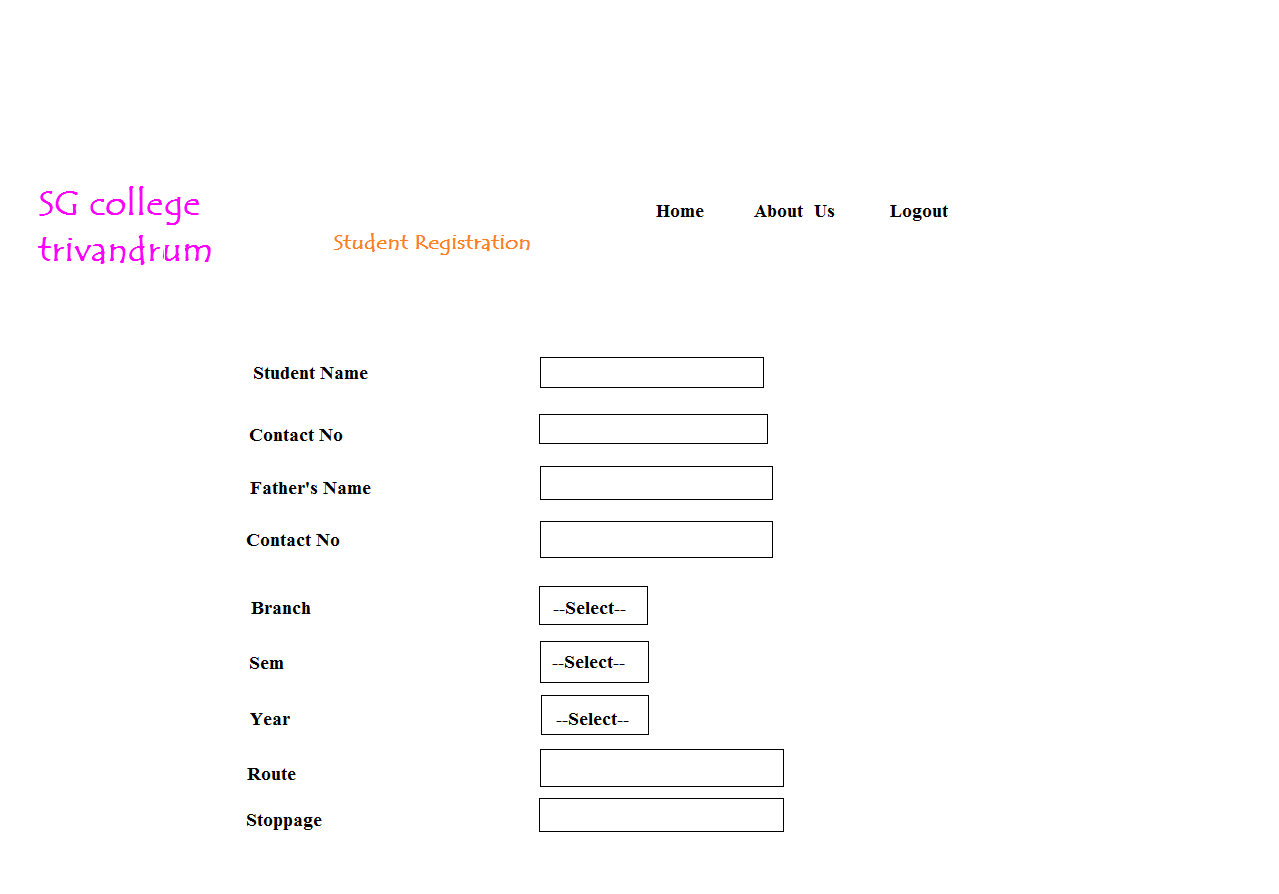 SG college
trivandrum
Home About Us Logout
Student Registration
Student Name
Contact No
Father's Name
Contact No
Branch --Select--
Sem --Select--
Year --Select--
Route
Stoppage